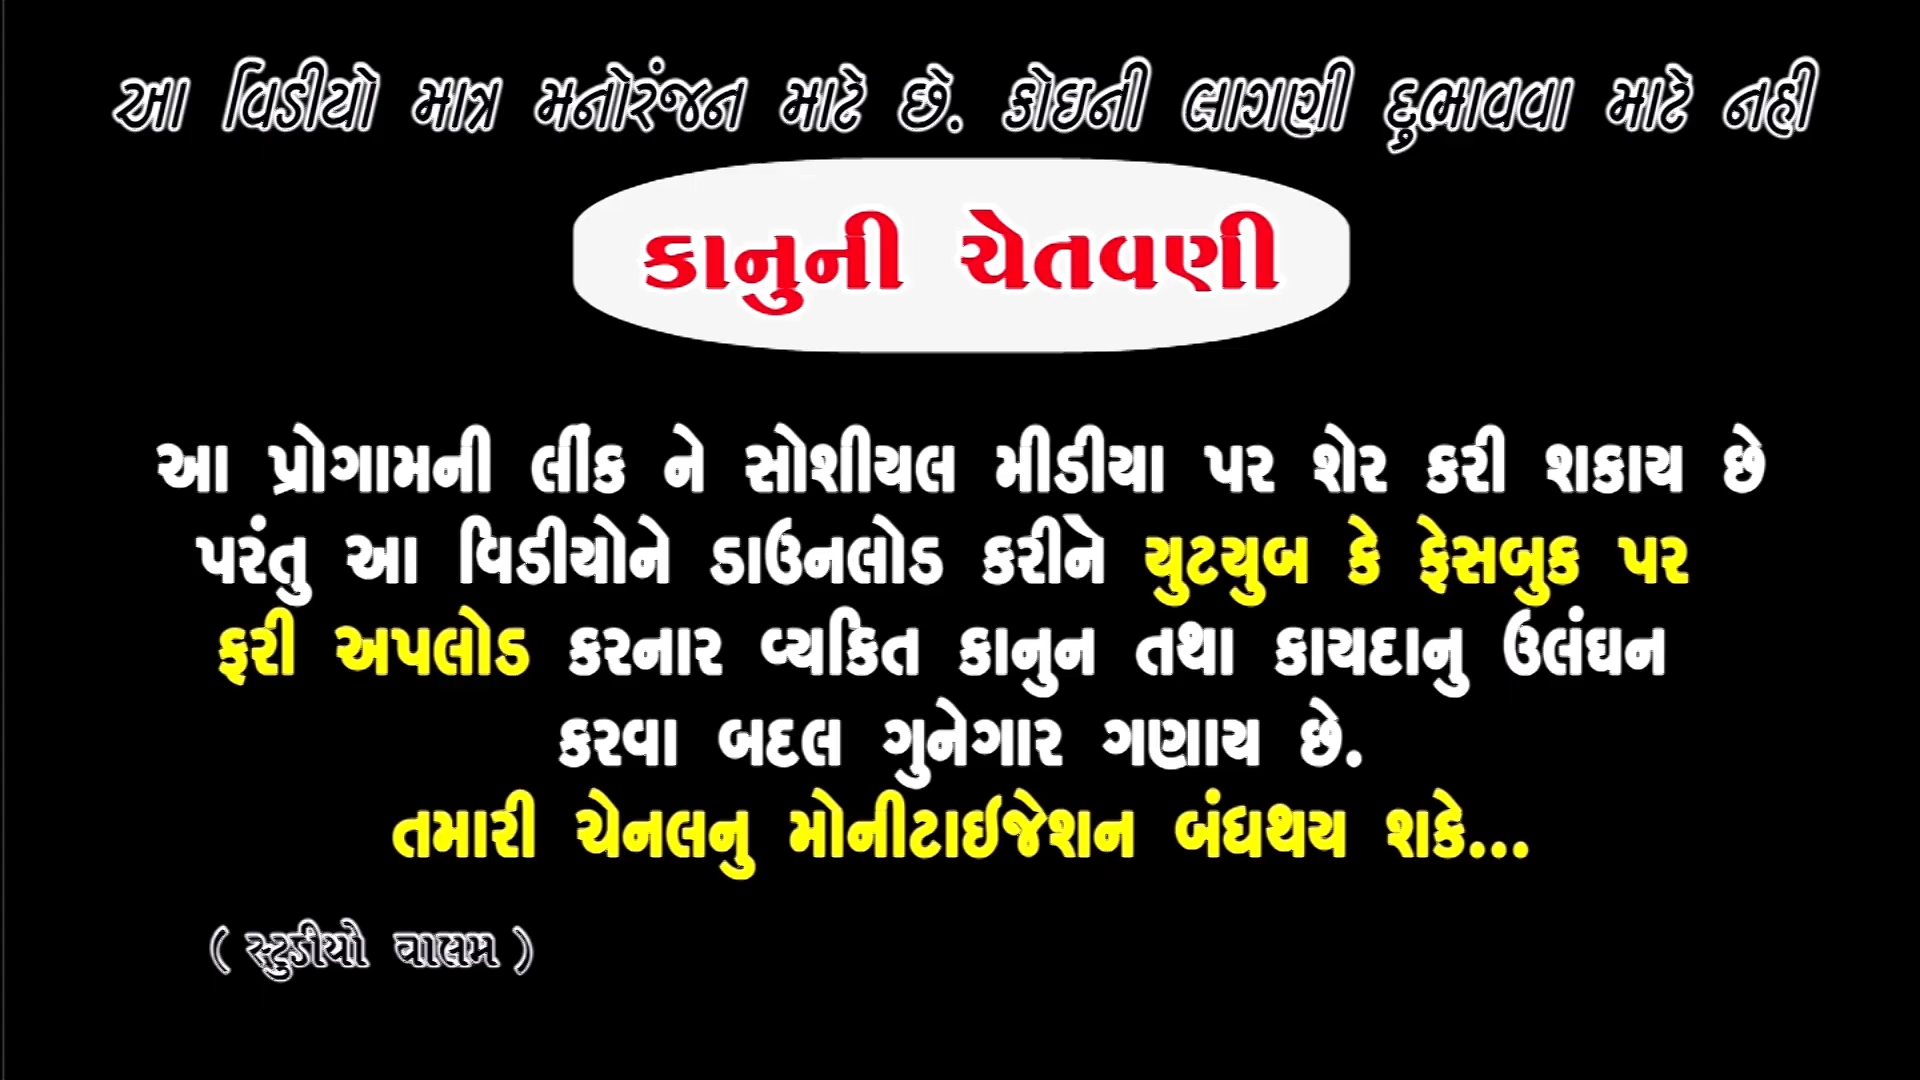 આ વિડીયો માત્ર મનોરંજન માટે છે. કોઇની લાગણી દુભાવવા માટે નહી
કાનુની ચેતવણી
આ પ્રોગામની લીંક ને સોશીયલ મીડીયા પર શેર કરી શકાય છે
પરંતુ આ વિડીયોને ડાઉનલોડ કરીને યુટયુબ કે ફેસબુક પર
ફરી અપલોડ કરનાર વ્યકિત કાનુન તથા કાયદાનુ ઉલંઘન
કરવા બદલ ગુનેગાર ગણાય છે.
તમારી ચેનલનુ મોનીટાઇજેશન બંધથય શકે...
( સ્ટુડીયો વાલમ )